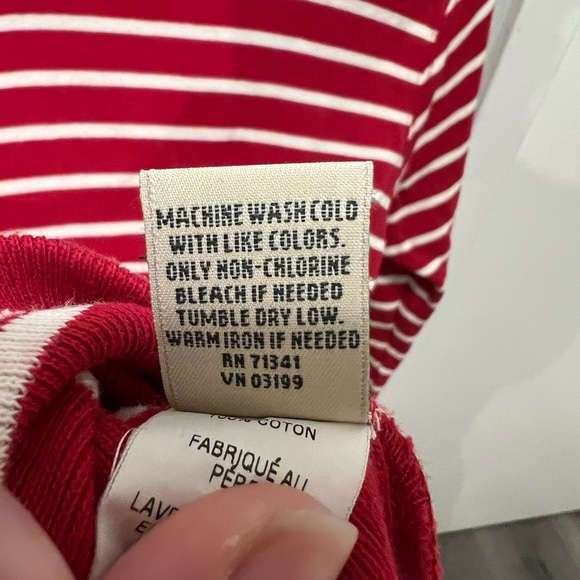 MACHINE WASH COLD
WITH LIKE COLORS.
ONLY NON-CHLORINE
BLEACH IF NEEDED
TUMBLE DRY LOW.
WARM IRON IF NEEDED
RN 71341
VN 03199
COTON
FABRIQUÉ AU